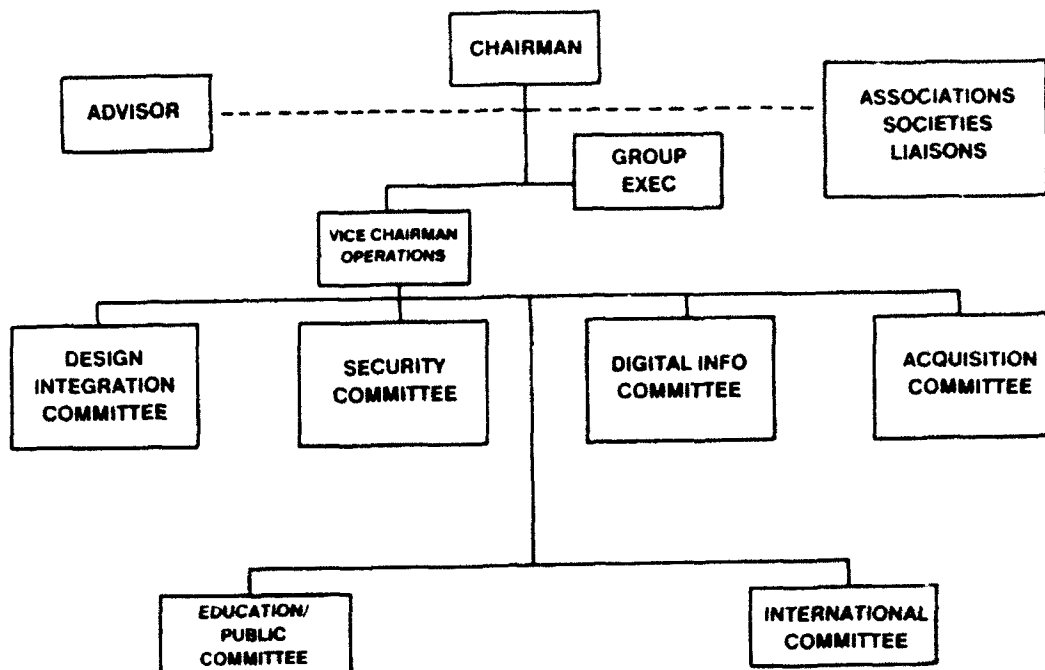 CHAIRMAN
ADVISOR
ASSOCIATIONS
SOCIETIES
LIAISONS
GROUP
EXEC
VICE CHAIRMAN
OPERATIONS
DESIGN
INTEGRATION
COMMITTEE
SECURITY
COMMITTEE
DIGITAL INFO
COMMITTEE
ACQUISITION
COMMITTEE
EDUCATION/
PUBLIC
COMMITTEE
INTERNATIONAL
COMMITTEE